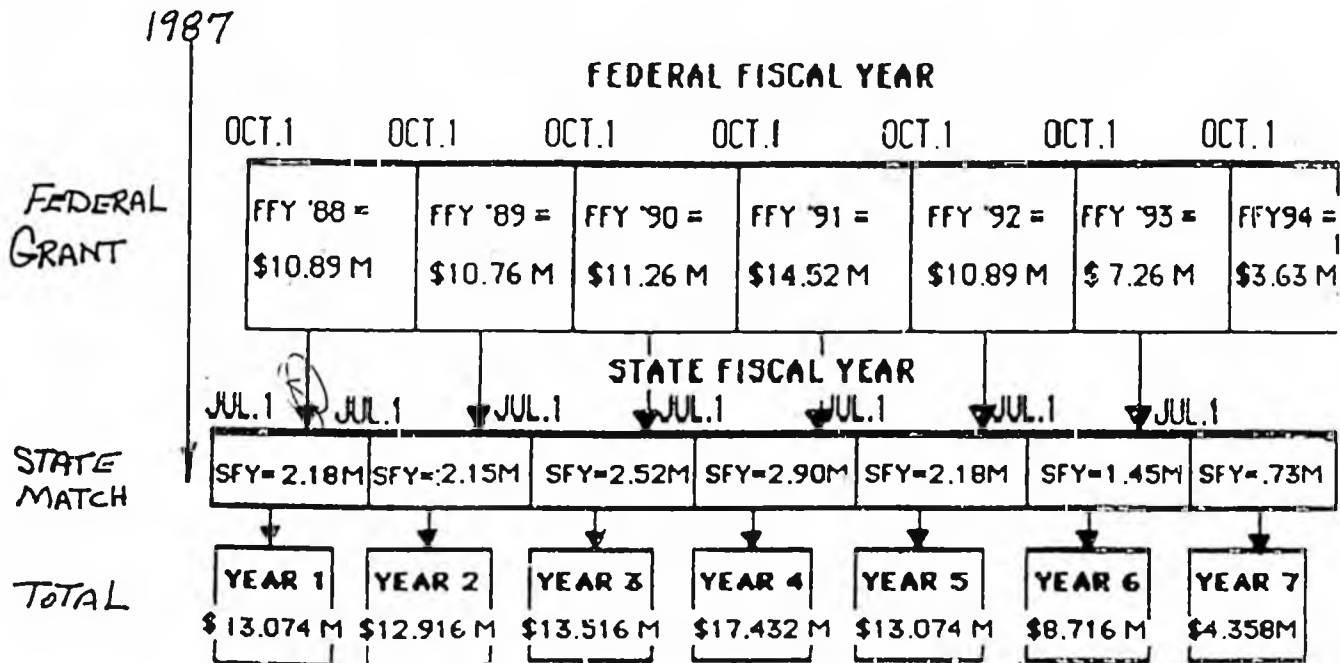 1987
FEDERAL FISCAL YEAR
OCT.1 OCT.1 OCT.1 OCT.1 OCT.1 OCT.1 OCT.1
FEDERAL GRANT
FFY '88 = FFY '89 = FFY '90 = FFY '91 = FFY '92 = FFY '93 = FFY94 =
$10.89 M $10.76 M $11.26 M $14.52 M $10.89 M $ 7.26 M $3.63 M
STATE FISCAL YEAR
JUL.1 JUL.1 JUL.1 JUL.1 JUL.1 JUL.1 JUL.1
STATE MATCH
SFY=2.18M SFY=2.15M SFY=2.52M SFY=2.90M SFY=2.18M SFY=1.45M SFY=.73M
TOTAL
YEAR 1 YEAR 2 YEAR 3 YEAR 4 YEAR 5 YEAR 6 YEAR 7
$13.074 M $12.916 M $13.516 M $17.432 M $13.074 M $8.716 M $4.358M